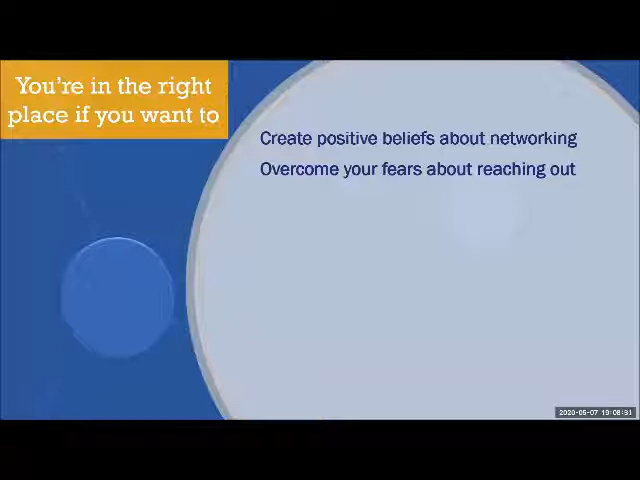 You're in the right
place if you want to
Create positive beliefs about networking
Overcome your fears about reaching out
2020-05-07 19:08:31